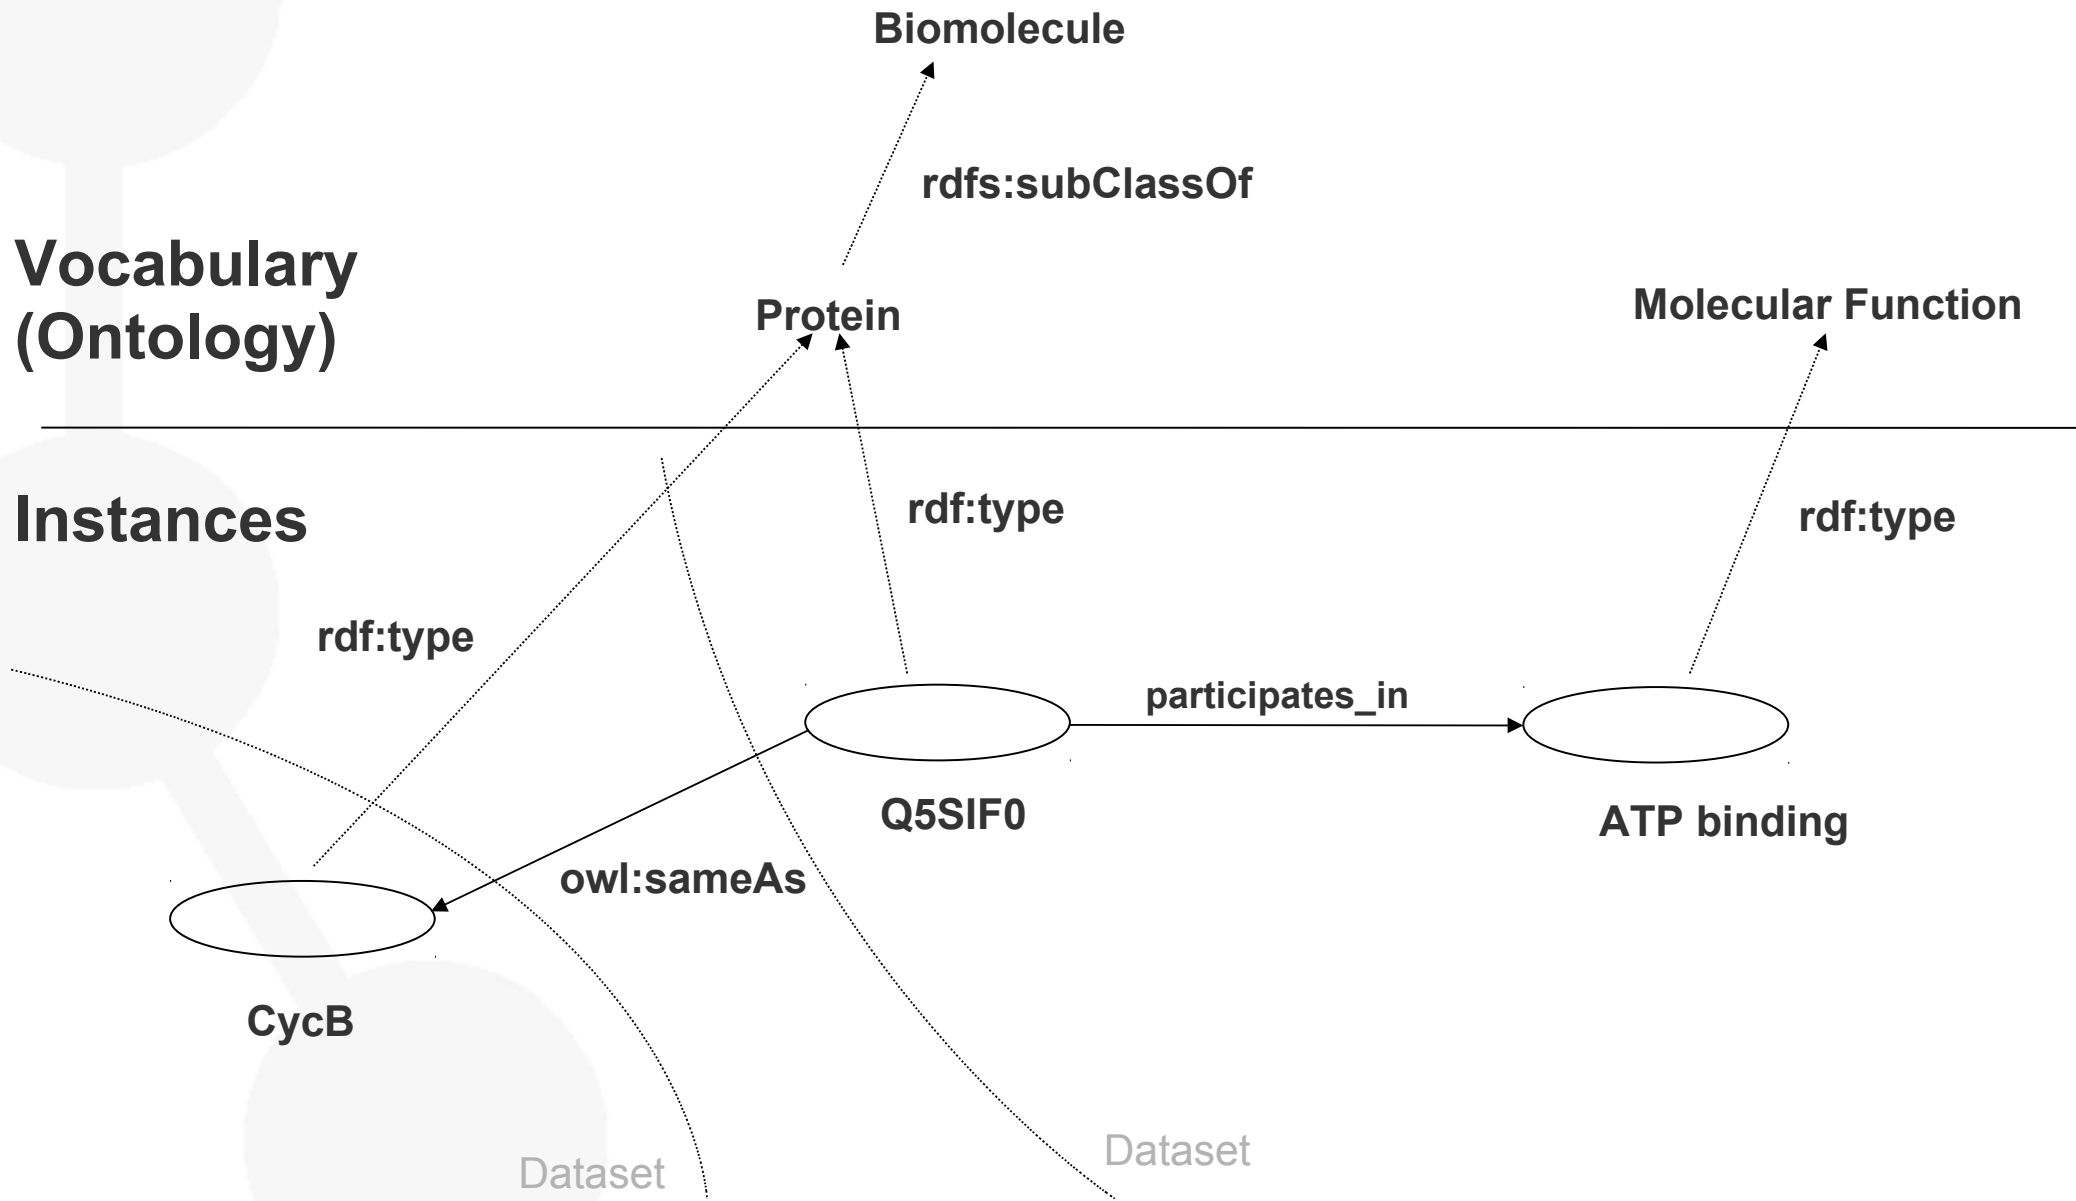 Biomolecule
rdfs:subClassOf
Vocabulary
(Ontology)
Protein
Molecular Function
Instances
rdf:type
rdf:type
rdf:type
participates_in
Q5SIF0
ATP binding
owl:sameAs
CycB
Dataset
Dataset